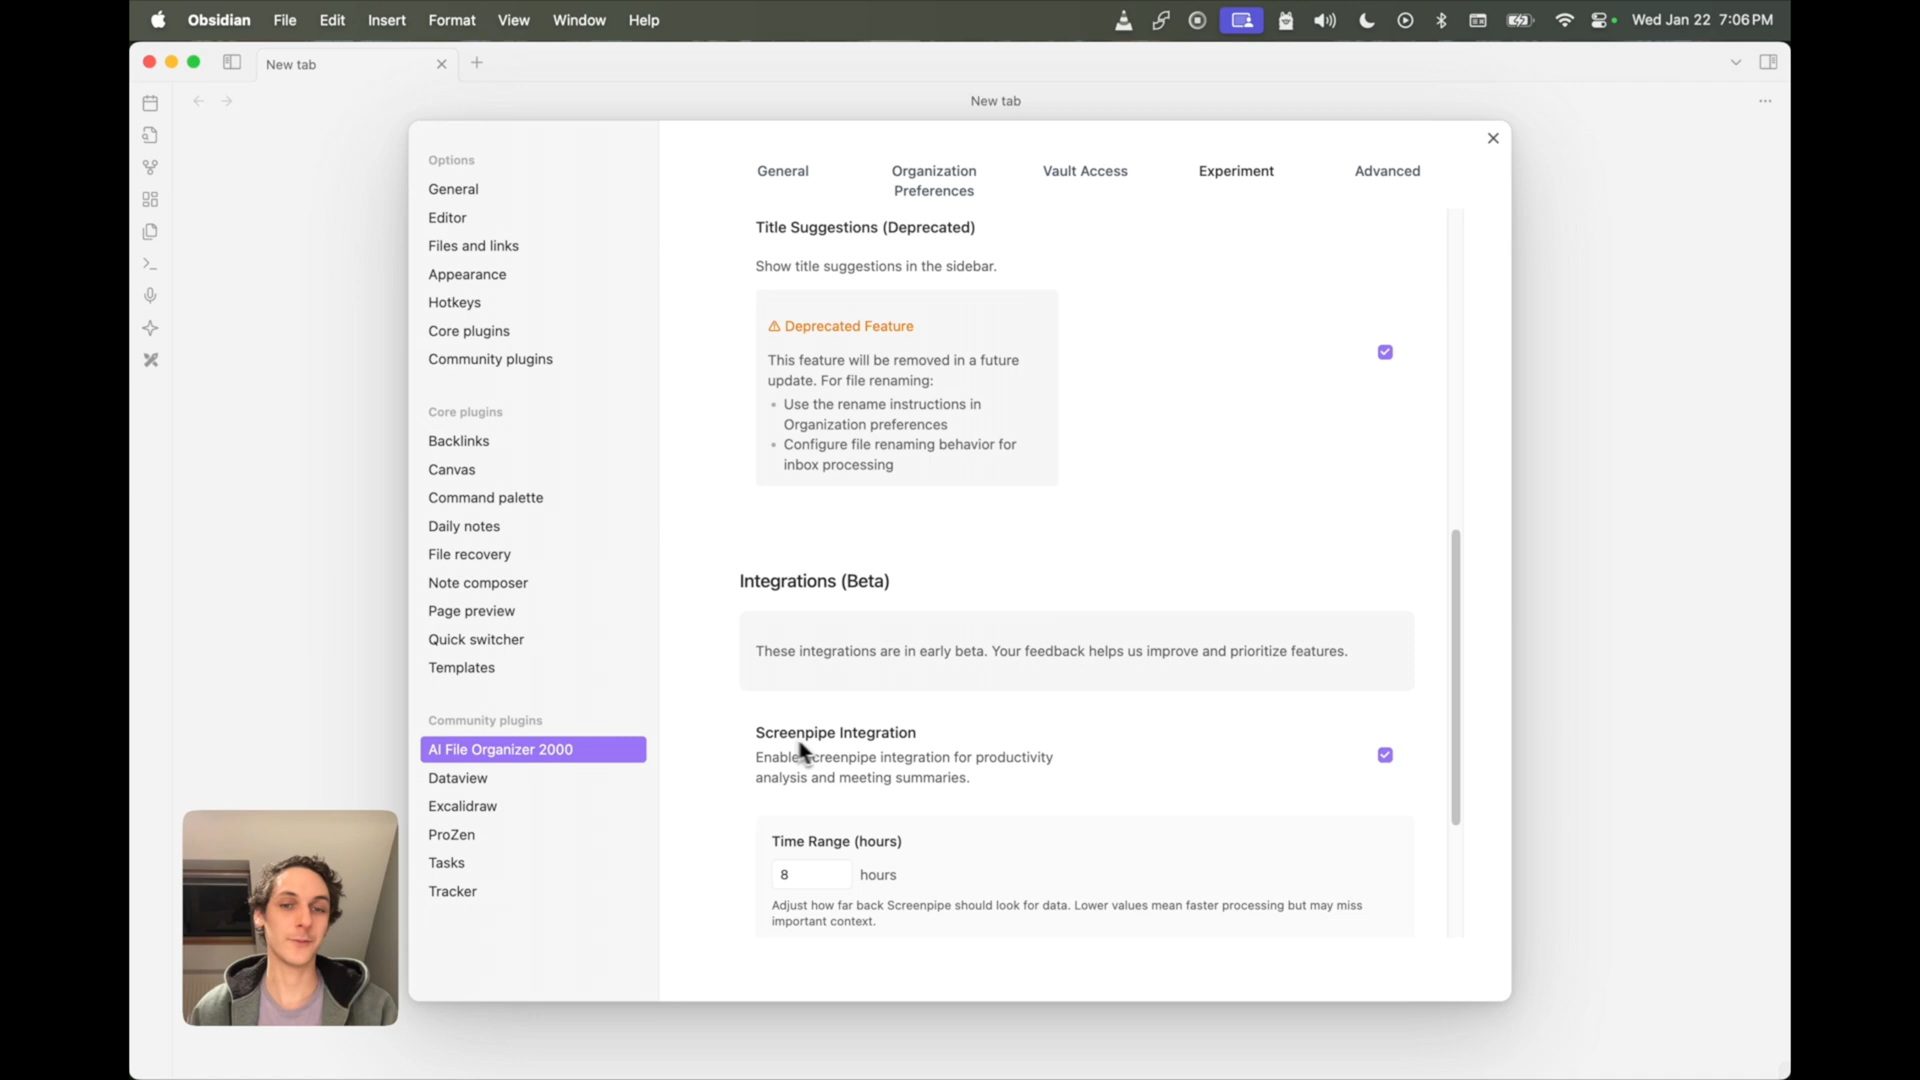 Obsidian File Edit Insert Format View Window Help Wed Jan 22 7:06 PM
New tab
New tab
Options
General
Editor
Files and links
Appearance
Hotkeys
Core plugins
Community plugins
Core plugins
Backlinks
Canvas
Command palette
Daily notes
File recovery
Note composer
Page preview
Quick switcher
Templates
Community plugins
AI File Organizer 2000
Dataview
Excalidraw
ProZen
Tasks
Tracker
General
Organization
Preferences
Vault Access
Experiment
Advanced
Title Suggestions (Deprecated)
Show title suggestions in the sidebar.
⚠ Deprecated Feature
This feature will be removed in a future
update. For file renaming:
• Use the rename instructions in
Organization preferences
• Configure file renaming behavior for
inbox processing
Integrations (Beta)
These integrations are in early beta. Your feedback helps us improve and prioritize features.
Screenpipe Integration
Enable screenpipe integration for productivity
analysis and meeting summaries.
Time Range (hours)
8 hours
Adjust how far back Screenpipe should look for data. Lower values mean faster processing but may miss
important context.